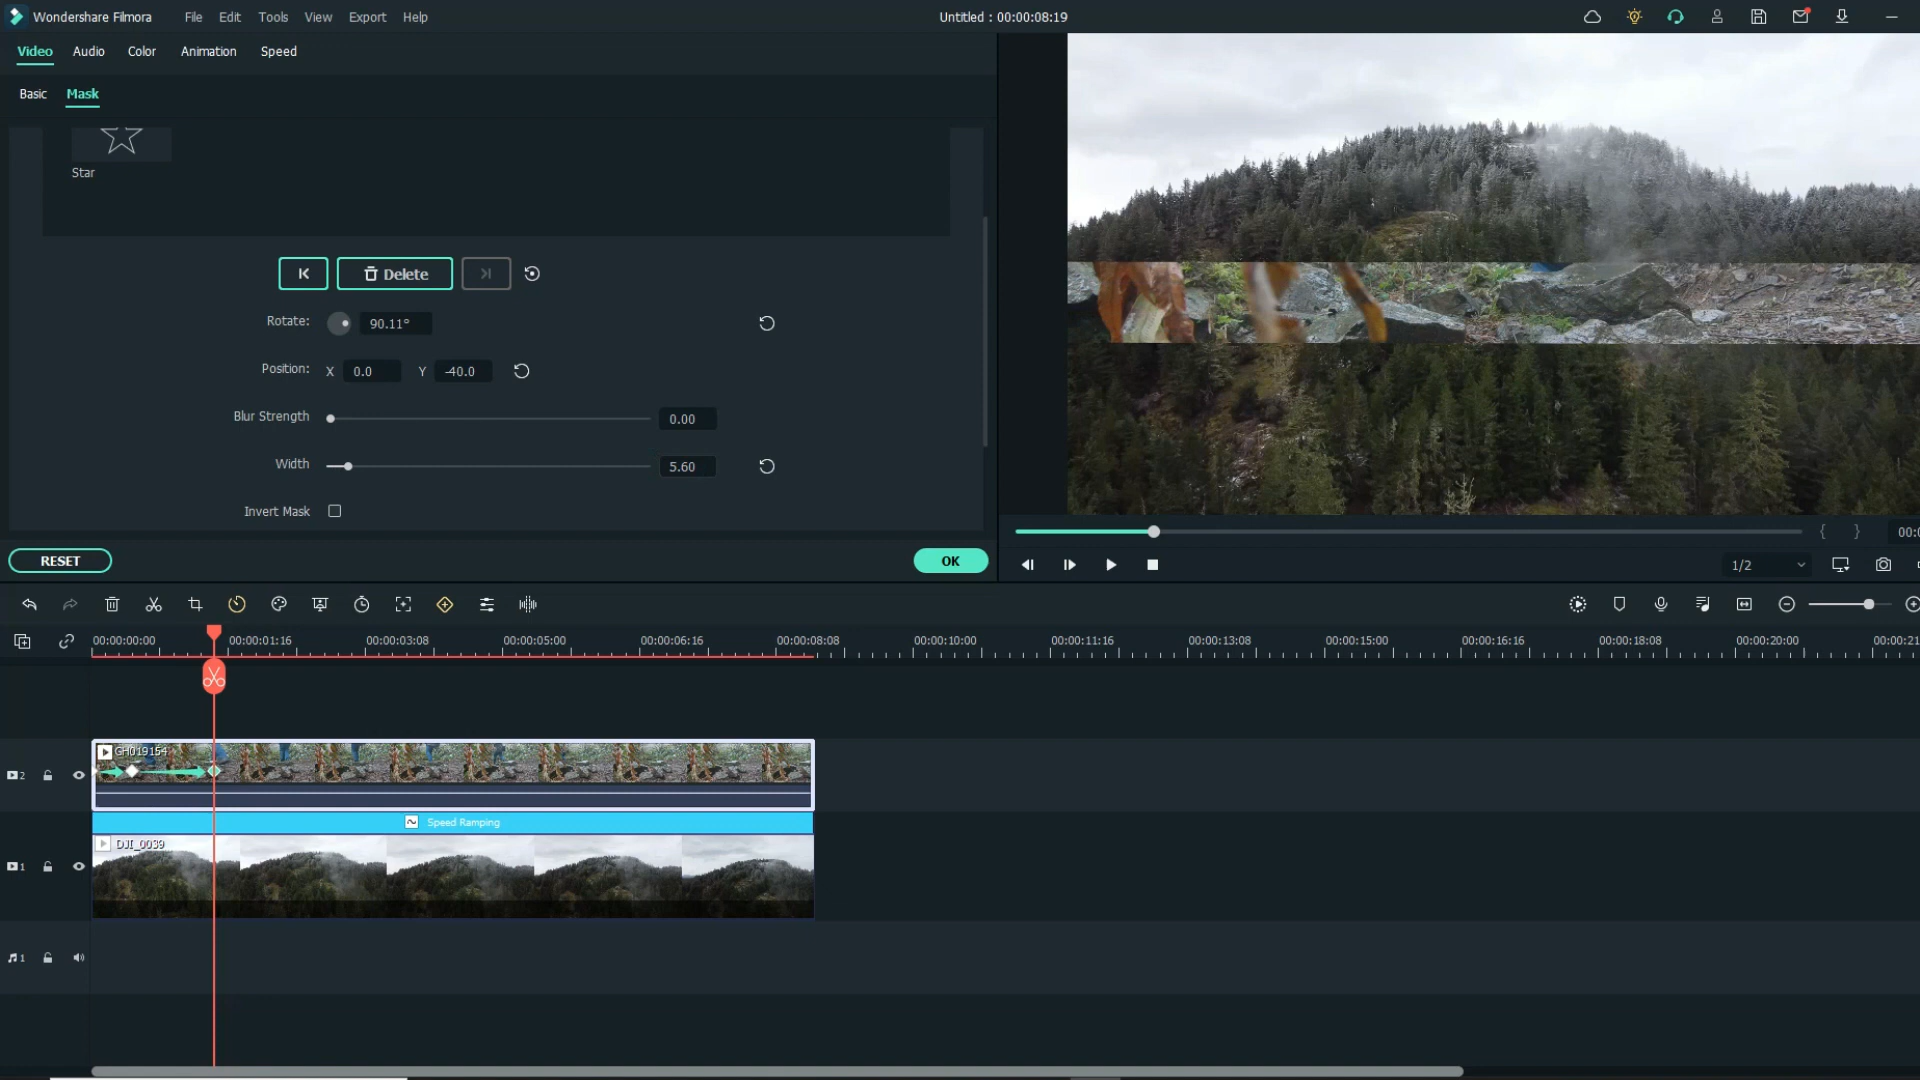 Wondershare Filmora File Edit Tools View Export Help Untitled : 00:00:08:19
Video Audio Color Animation Speed
Basic Mask
Star
Delete
Rotate: 90.11°
Position: X 0.0 Y -40.0
Blur Strength 0.00
Width 5.60
Invert Mask
RESET OK
{ } 00:
1/2
00:00:00:00 00:00:01:16 00:00:03:08 00:00:05:00 00:00:06:16 00:00:08:08 00:00:10:00 00:00:11:16 00:00:13:08 00:00:15:00 00:00:16:16 00:00:18:08 00:00:20:00 00:00:21
GH019154
2
Speed Ramping
DJI_0039
1
1